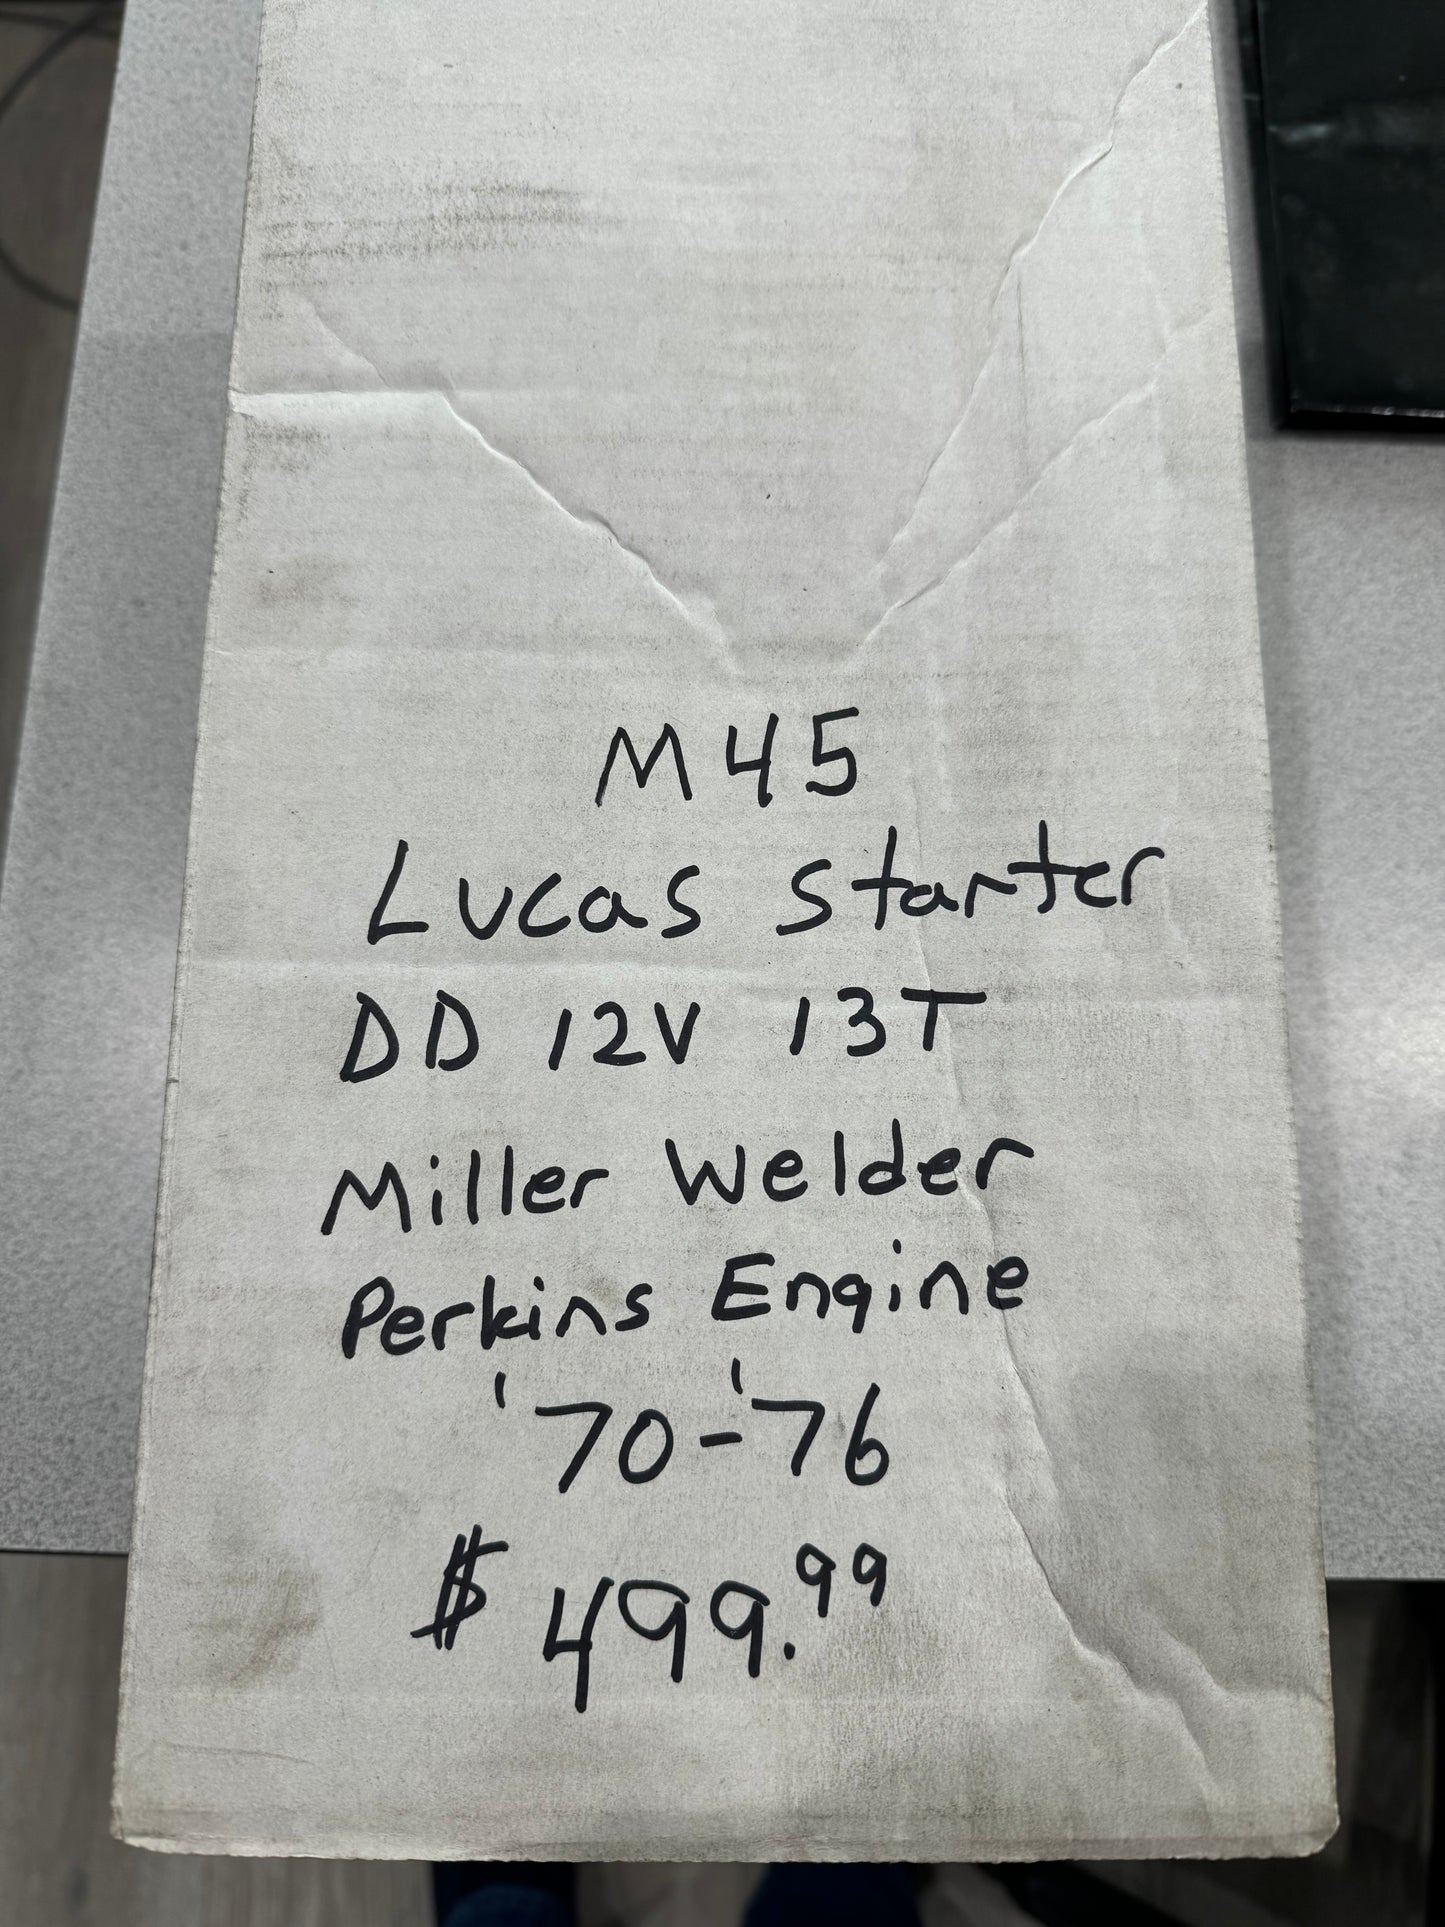 M45
Lucas Starter
DD 12V 13T
Miller Welder
Perkins Engine
'70-'76
$499.99